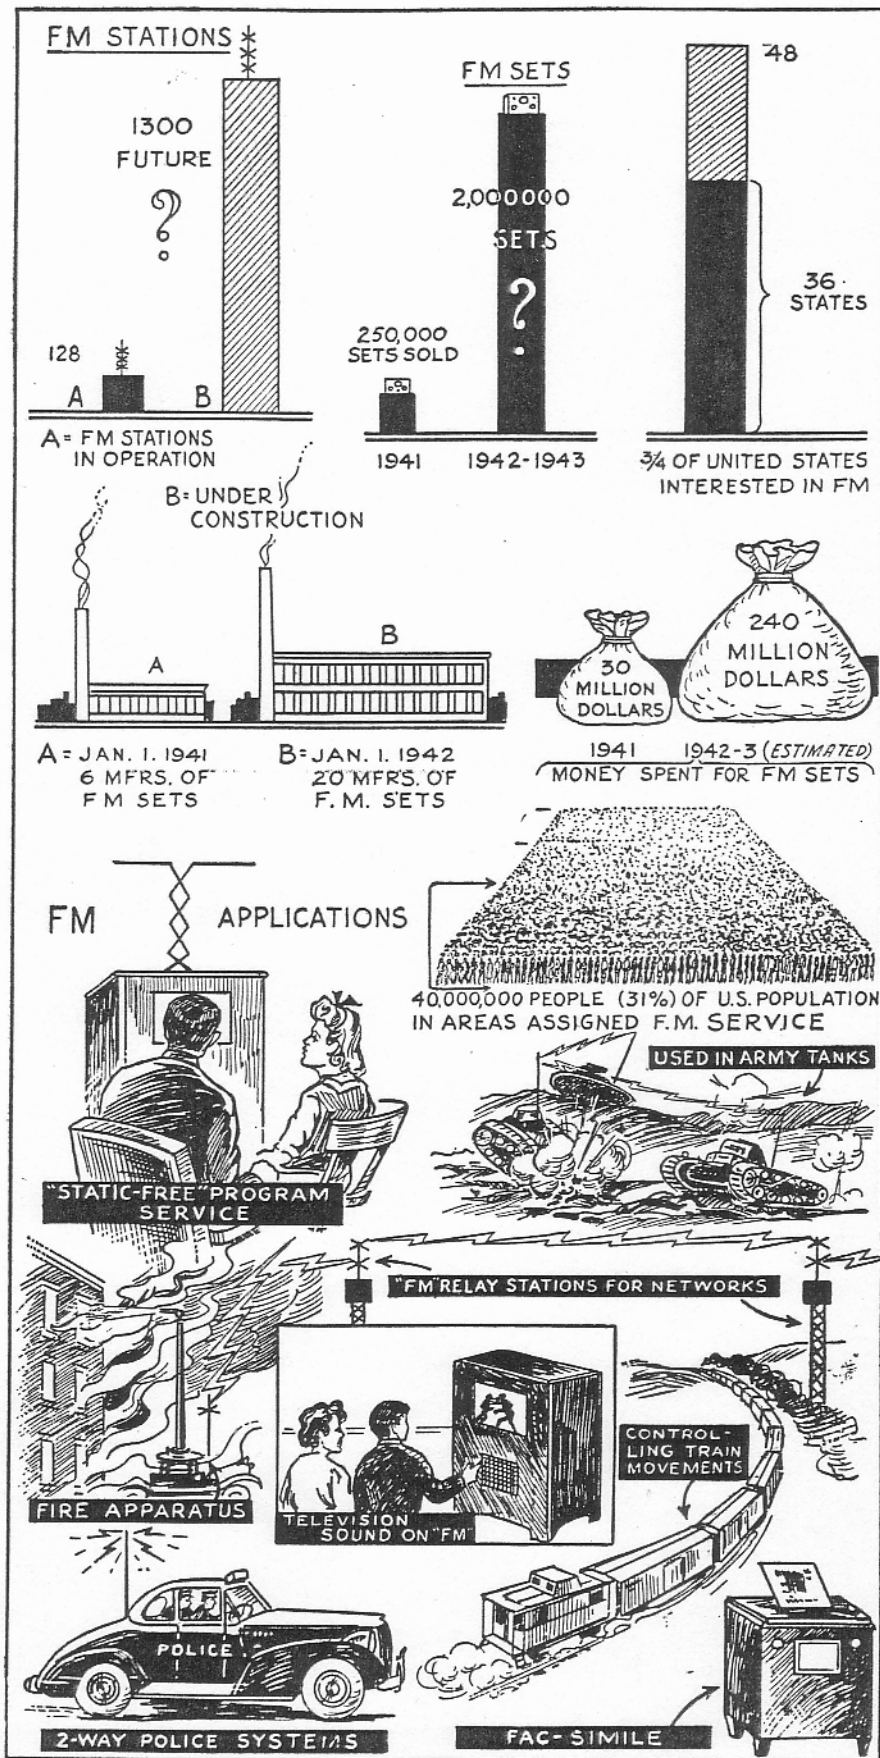 FM STATIONS
1300
FUTURE
?
128
A
B
A = FM STATIONS
IN OPERATION
B = UNDER
CONSTRUCTION
FM SETS
2,000000
SETS
?
250,000
SETS SOLD
1941
1942-1943
48
36
STATES
3/4 OF UNITED STATES
INTERESTED IN FM
A
B
A = JAN. 1. 1941
6 MFRS. OF
FM SETS
B = JAN. 1. 1942
20 MFRS. OF
F.M. SETS
30
MILLION
DOLLARS
240
MILLION
DOLLARS
1941
1942-3 (ESTIMATED)
MONEY SPENT FOR FM SETS
FM APPLICATIONS
40,000,000 PEOPLE (31%) OF U.S. POPULATION
IN AREAS ASSIGNED F.M. SERVICE
"STATIC-FREE" PROGRAM
SERVICE
USED IN ARMY TANKS
"FM" RELAY STATIONS FOR NETWORKS
FIRE APPARATUS
TELEVISION
SOUND ON "FM"
CONTROL-
LING TRAIN
MOVEMENTS
POLICE
2-WAY POLICE SYSTEMS
FAC-SIMILE